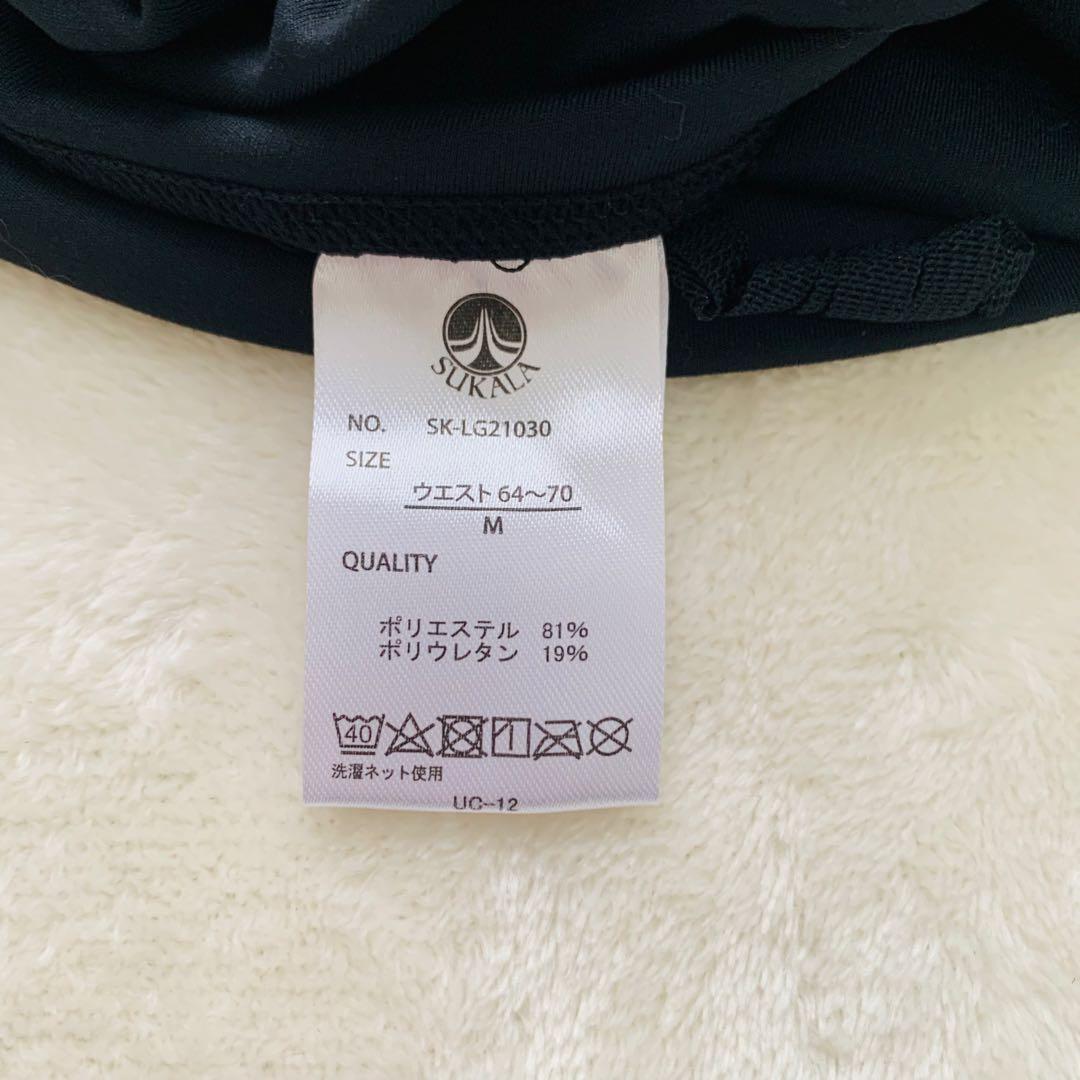 SUKALA
NO. SK-LG21030
SIZE
ウエスト 64～70
M
QUALITY
ポリエステル 81%
ポリウレタン 19%
40
洗濯ネット使用
UC-12